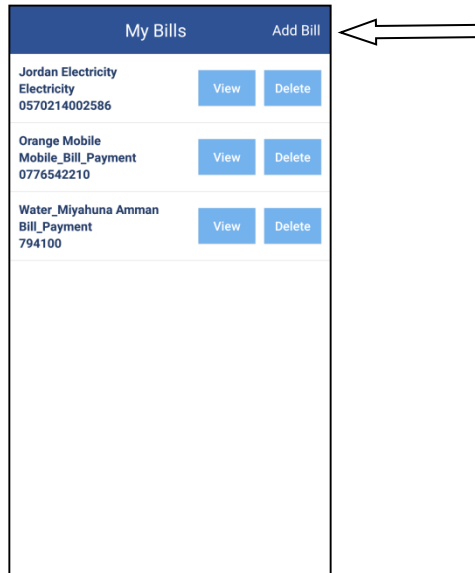 My Bills Add Bill
Jordan Electricity
Electricity
0570214002586
View Delete
Orange Mobile
Mobile_Bill_Payment
0776542210
View Delete
Water_Miyahuna Amman
Bill_Payment
794100
View Delete